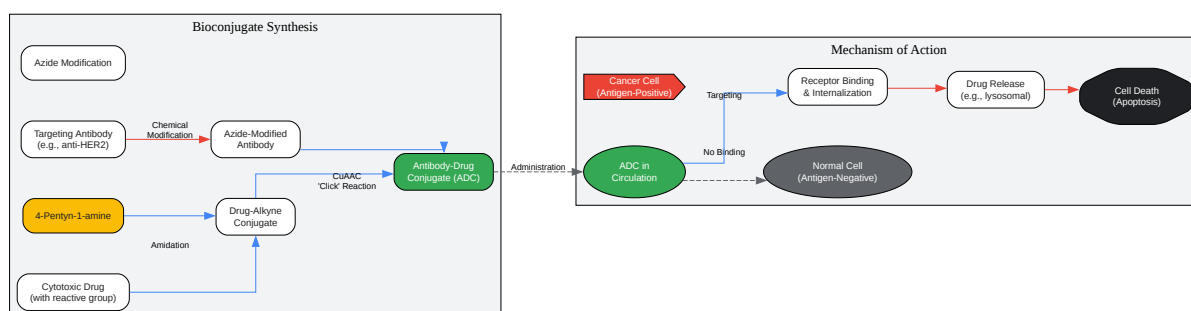 Bioconjugate Synthesis
Azide Modification
Targeting Antibody
(e.g., anti-HER2)
Chemical
Modification
Azide-Modified
Antibody
4-Pentyn-1-amine
Amidation
Drug-Alkyne
Conjugate
Cytotoxic Drug
(with reactive group)
CuAAC
'Click' Reaction
Antibody-Drug
Conjugate (ADC)
Administration
Mechanism of Action
Cancer Cell
(Antigen-Positive)
Targeting
Receptor Binding
& Internalization
Drug Release
(e.g., lysosomal)
Cell Death
(Apoptosis)
ADC in
Circulation
No Binding
Normal Cell
(Antigen-Negative)